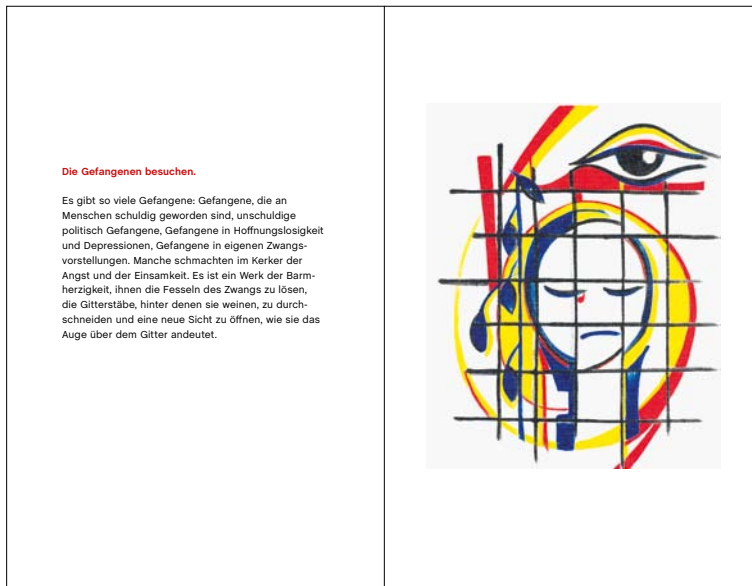 Die Gefangenen besuchen.
Es gibt so viele Gefangene: Gefangene, die an
Menschen schuldig geworden sind, unschuldige
politisch Gefangene, Gefangene in Hoffnungslosigkeit
und Depressionen, Gefangene in eigenen Zwangs-
vorstellungen. Manche schmachten im Kerker der
Angst und der Einsamkeit. Es ist ein Werk der Barm-
herzigkeit, ihnen die Fesseln des Zwangs zu lösen,
die Gitterstäbe, hinter denen sie weinen, zu durch-
schneiden und eine neue Sicht zu öffnen, wie sie das
Auge über dem Gitter andeutet.